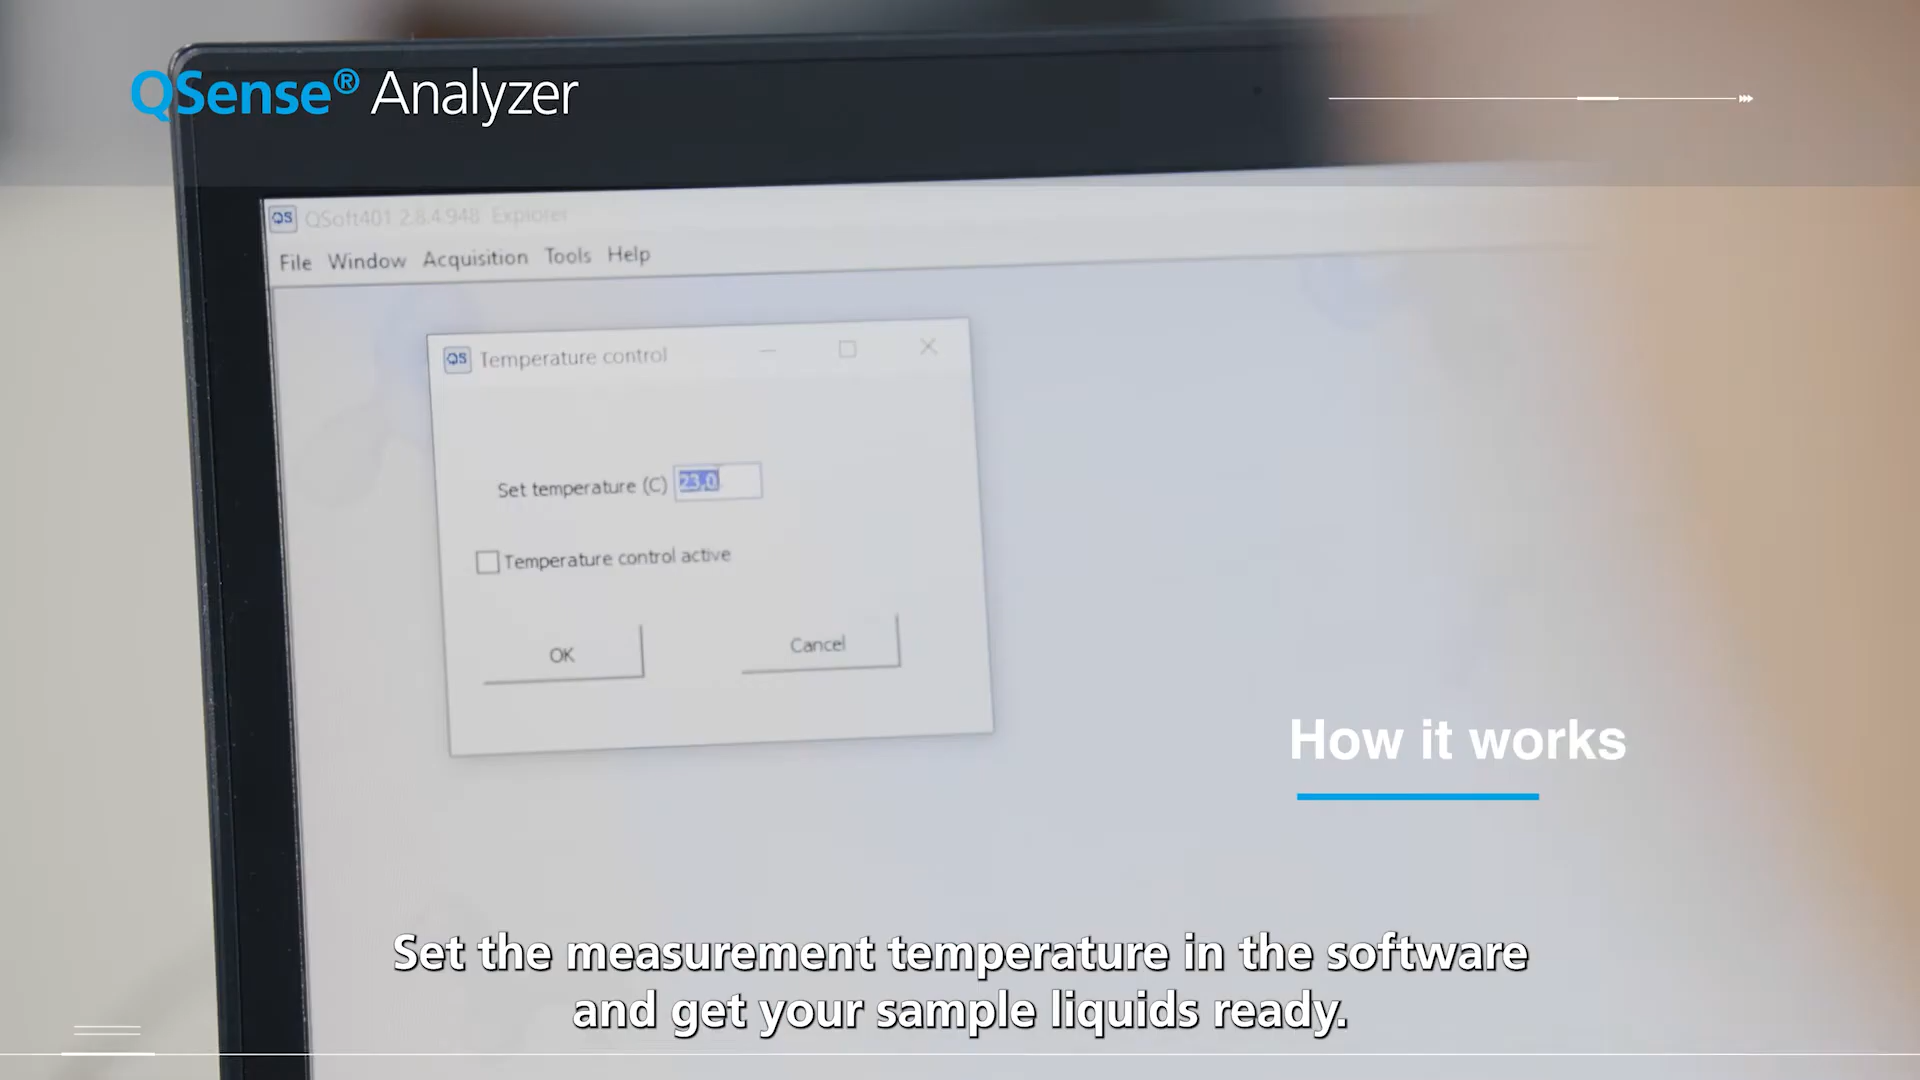 QSense® Analyzer
QS QSoft401 2.8.4.948 Explorer
File Window Acquisition Tools Help
QS Temperature control
Set temperature (C) 23,0
Temperature control active
OK Cancel
How it works
Set the measurement temperature in the software
and get your sample liquids ready.